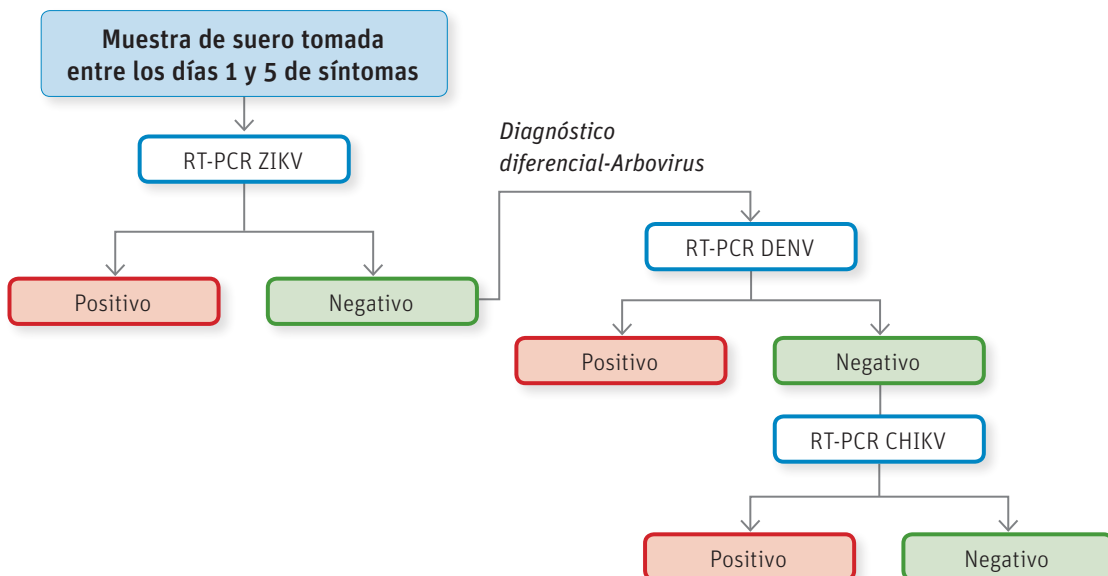 Muestra de suero tomada
entre los días 1 y 5 de síntomas
RT-PCR ZIKV
Positivo
Negativo
Diagnóstico
diferencial-Arbovirus
RT-PCR DENV
Positivo
Negativo
RT-PCR CHIKV
Positivo
Negativo